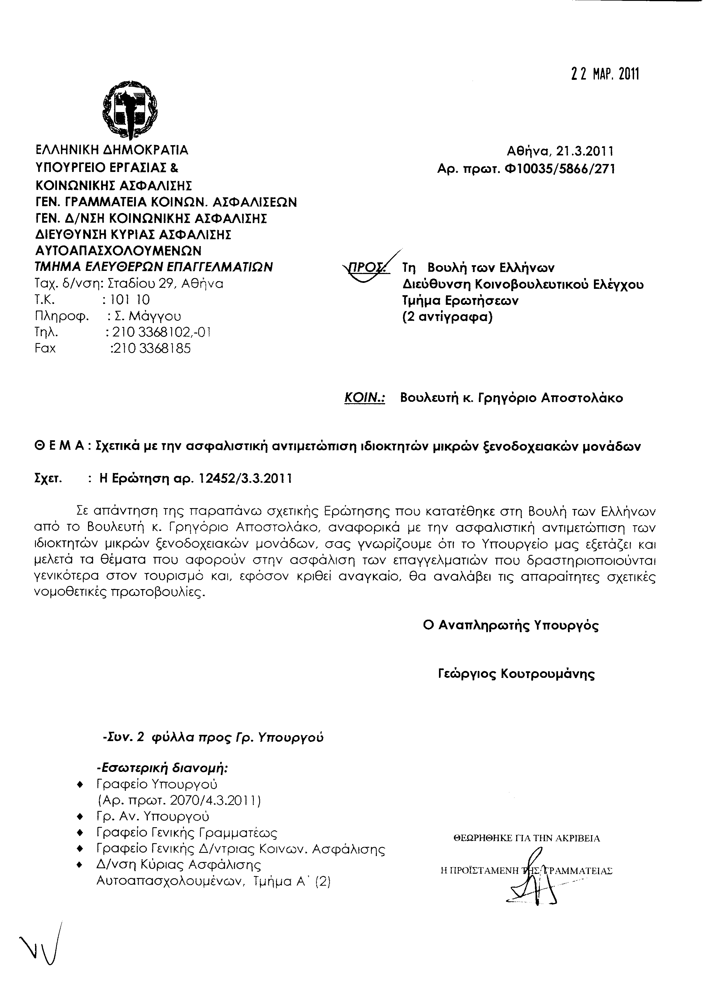 22 ΜΑΡ. 2011
ΕΛΛΗΝΙΚΗ ΔΗΜΟΚΡΑΤΙΑ
ΥΠΟΥΡΓΕΙΟ ΕΡΓΑΣΙΑΣ &
ΚΟΙΝΩΝΙΚΗΣ ΑΣΦΑΛΙΣΗΣ
ΓΕΝ. ΓΡΑΜΜΑΤΕΙΑ ΚΟΙΝΩΝ. ΑΣΦΑΛΙΣΕΩΝ
ΓΕΝ. Δ/ΝΣΗ ΚΟΙΝΩΝΙΚΗΣ ΑΣΦΑΛΙΣΗΣ
ΔΙΕΥΘΥΝΣΗ ΚΥΡΙΑΣ ΑΣΦΑΛΙΣΗΣ
ΑΥΤΟΑΠΑΣΧΟΛΟΥΜΕΝΩΝ
ΤΜΗΜΑ ΕΛΕΥΘΕΡΩΝ ΕΠΑΓΓΕΛΜΑΤΙΩΝ
Ταχ. δ/νση: Σταδίου 29, Αθήνα
Τ.Κ. : 101 10
Πληροφ. : Σ. Μάγγου
Τηλ. : 210 3368102,-01
Fax :210 3368185
Αθήνα, 21.3.2011
Αρ. πρωτ. Φ10035/5866/271
ΠΡΟΣ: Τη Βουλή των Ελλήνων
Διεύθυνση Κοινοβουλευτικού Ελέγχου
Τμήμα Ερωτήσεων
(2 αντίγραφα)
ΚΟΙΝ.: Βουλευτή κ. Γρηγόριο Αποστολάκο
Θ Ε Μ Α : Σχετικά με την ασφαλιστική αντιμετώπιση ιδιοκτητών μικρών ξενοδοχειακών μονάδων
Σχετ. : Η Ερώτηση αρ. 12452/3.3.2011
Σε απάντηση της παραπάνω σχετικής Ερώτησης που κατατέθηκε στη Βουλή των Ελλήνων
από το Βουλευτή κ. Γρηγόριο Αποστολάκο, αναφορικά με την ασφαλιστική αντιμετώπιση των
ιδιοκτητών μικρών ξενοδοχειακών μονάδων, σας γνωρίζουμε ότι το Υπουργείο μας εξετάζει και
μελετά τα θέματα που αφορούν στην ασφάλιση των επαγγελματιών που δραστηριοποιούνται
γενικότερα στον τουρισμό και, εφόσον κριθεί αναγκαίο, θα αναλάβει τις απαραίτητες σχετικές
νομοθετικές πρωτοβουλίες.
Ο Αναπληρωτής Υπουργός
Γεώργιος Κουτρουμάνης
-Συν. 2 φύλλα προς Γρ. Υπουργού
-Εσωτερική διανομή:
♦ Γραφείο Υπουργού
(Αρ. πρωτ. 2070/4.3.2011)
♦ Γρ. Αν. Υπουργού
♦ Γραφείο Γενικής Γραμματέως
♦ Γραφείο Γενικής Δ/ντριας Κοινων. Ασφάλισης
♦ Δ/νση Κύριας Ασφάλισης
Αυτοαπασχολουμένων, Τμήμα Α΄ (2)
ΘΕΩΡΗΘΗΚΕ ΓΙΑ ΤΗΝ ΑΚΡΙΒΕΙΑ
Η ΠΡΟΪΣΤΑΜΕΝΗ ΤΗΣ ΓΡΑΜΜΑΤΕΙΑΣ